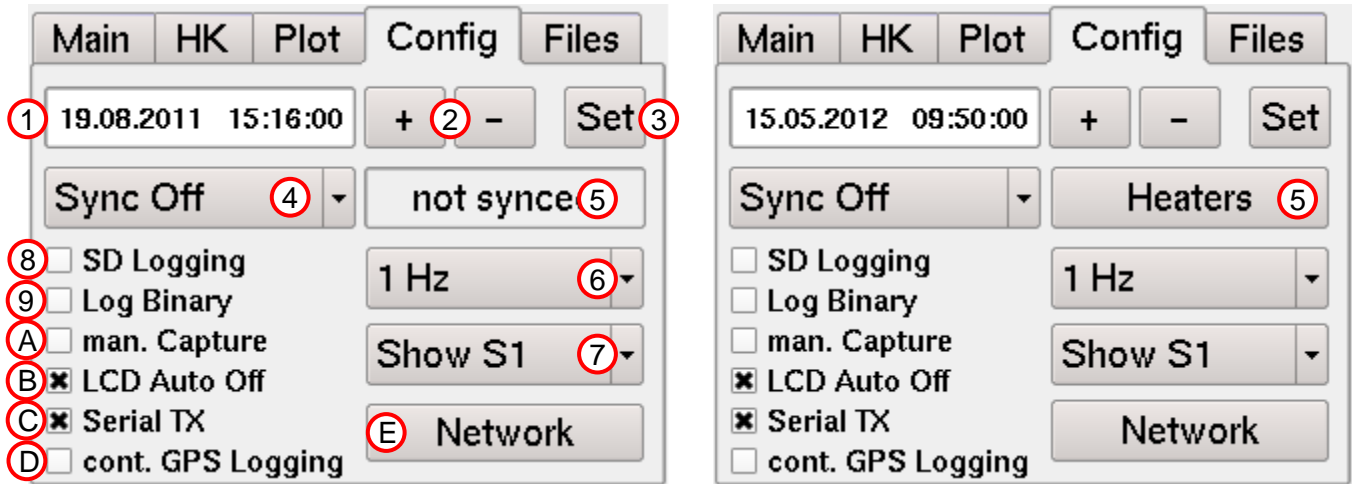 Main HK Plot Config Files
1 19.08.2011 15:16:00 + 2 - Set 3
Sync Off 4 not synced 5
8 SD Logging
1 Hz 6
9 Log Binary
A man. Capture
Show S1 7
B LCD Auto Off
C Serial TX
E Network
D cont. GPS Logging
Main HK Plot Config Files
15.05.2012 09:50:00 + - Set
Sync Off Heaters 5
SD Logging
1 Hz
Log Binary
man. Capture
Show S1
LCD Auto Off
Serial TX
Network
cont. GPS Logging